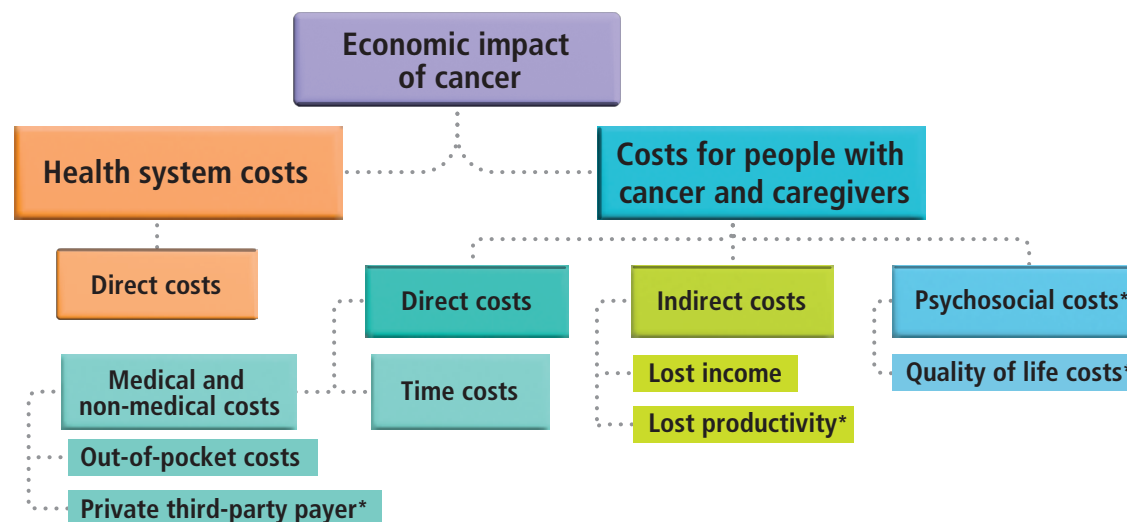 Economic impact
of cancer
Health system costs
Costs for people with
cancer and caregivers
Direct costs
Direct costs
Indirect costs
Psychosocial costs*
Medical and
non-medical costs
Time costs
Lost income
Quality of life costs*
Lost productivity*
Out-of-pocket costs
Private third-party payer*